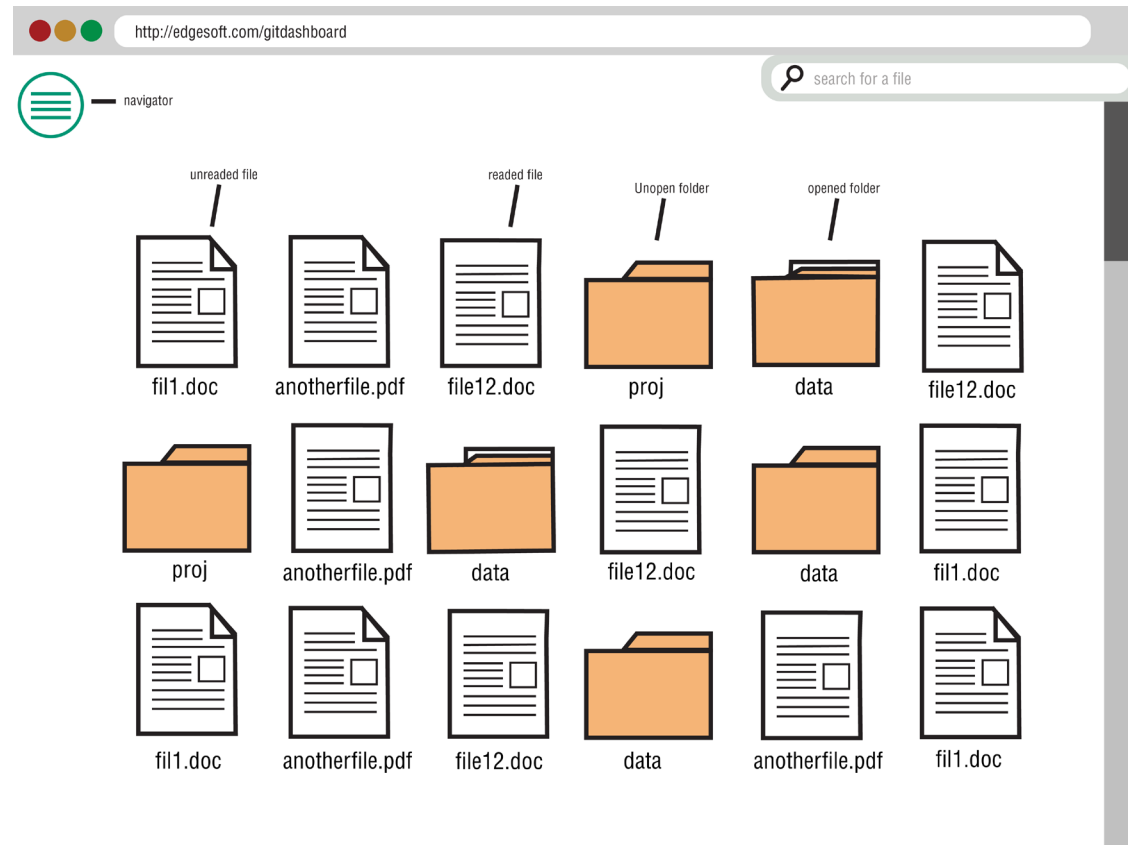 http://edgesoft.com/gitdashboard
search for a file
navigator
unreaded file
readed file
Unopen folder
opened folder
fil1.doc
anotherfile.pdf
file12.doc
proj
data
file12.doc
proj
anotherfile.pdf
data
file12.doc
data
fil1.doc
fil1.doc
anotherfile.pdf
file12.doc
data
anotherfile.pdf
fil1.doc